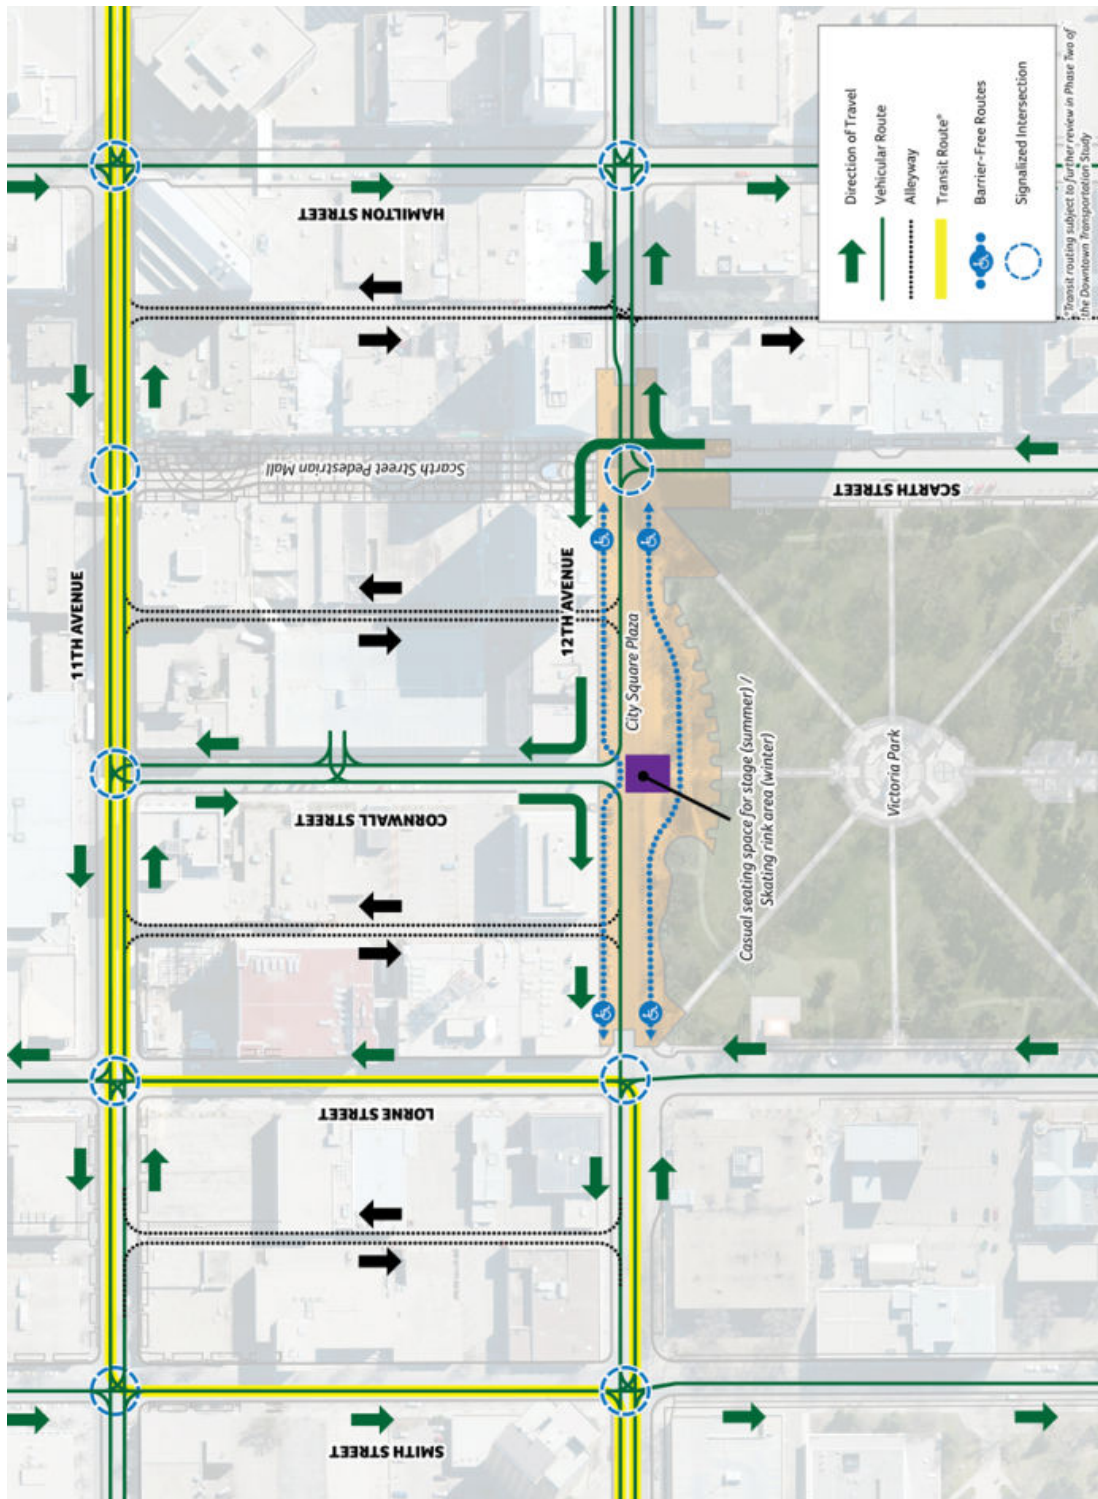 HAMILTON STREET
11TH AVENUE
Scarth Street Pedestrian Mall
12TH AVENUE
SCARTH STREET
City Square Plaza
CORNWALL STREET
Casual seating space for stage (summer) /
Skating rink area (winter)
Victoria Park
LORNE STREET
SMITH STREET
Direction of Travel
Vehicular Route
Alleyway
Transit Route*
Barrier-Free Routes
Signalized Intersection
*Transit routing subject to further review in Phase Two of
the Downtown Transportation Study